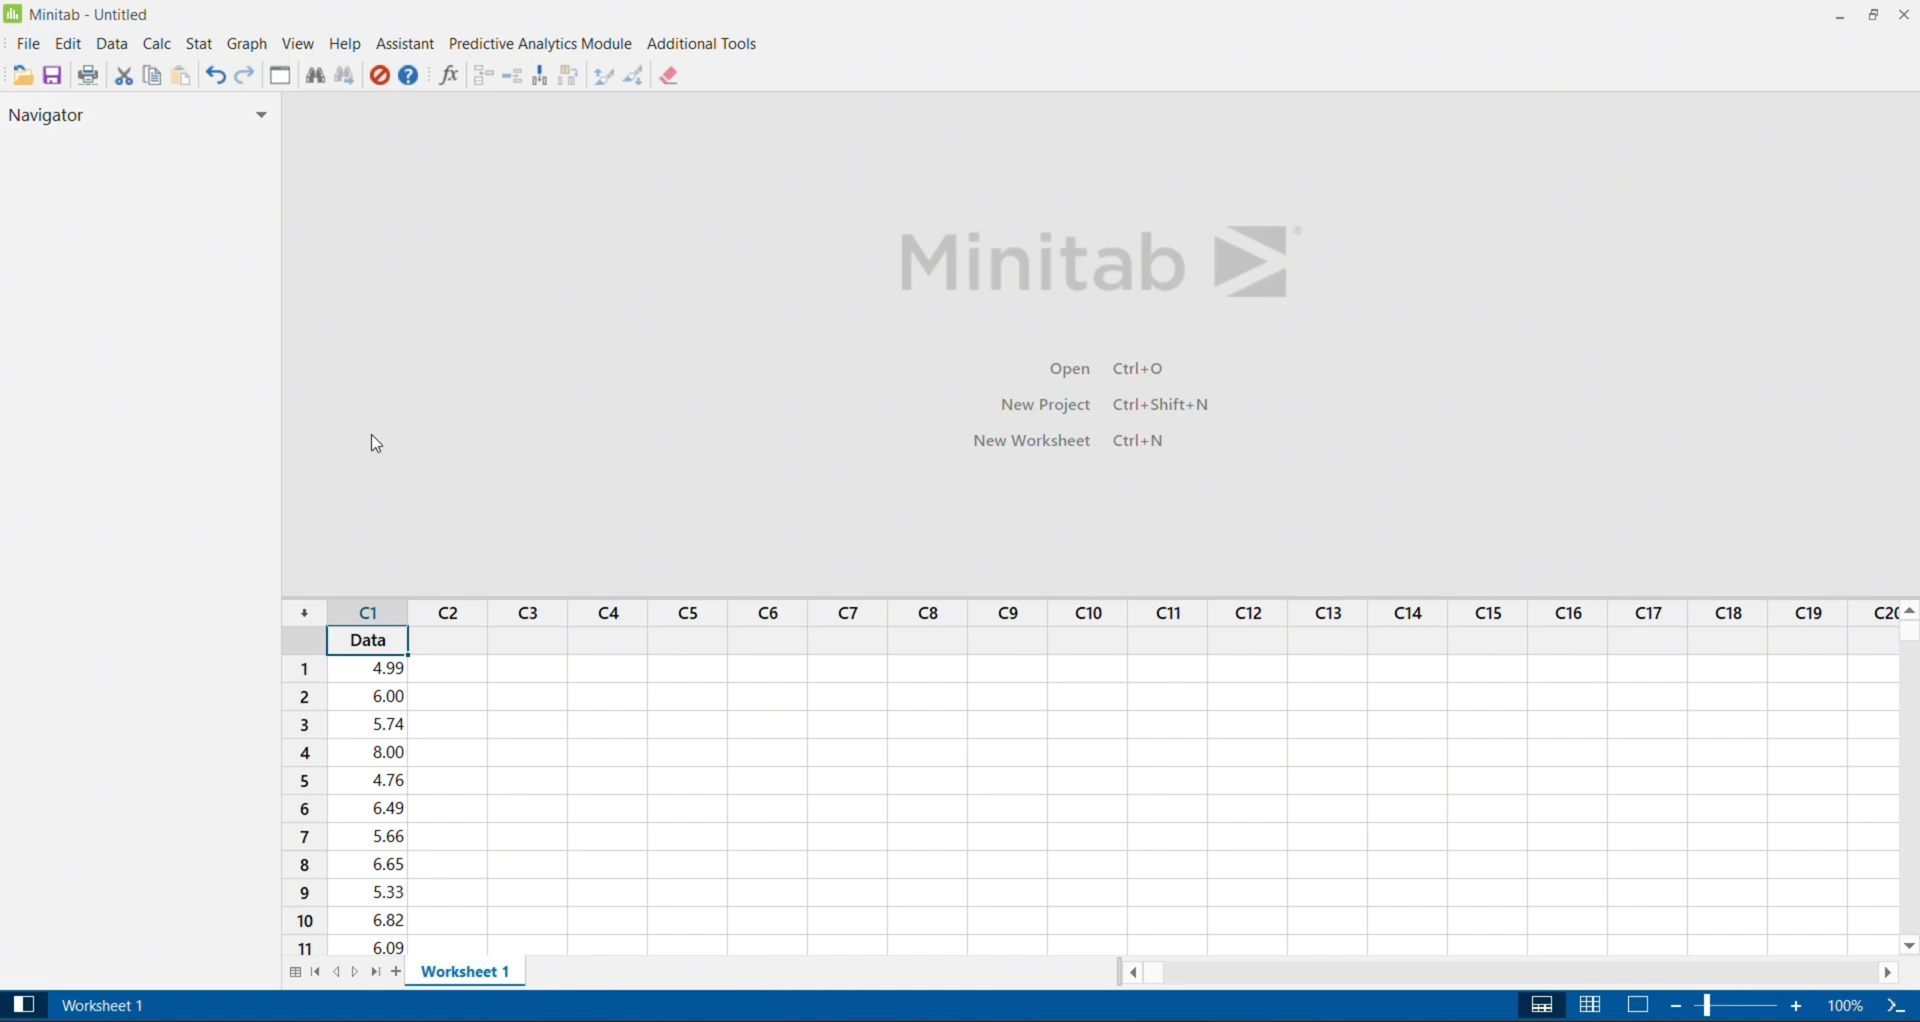 Minitab - Untitled
File Edit Data Calc Stat Graph View Help Assistant Predictive Analytics Module Additional Tools
fx
Navigator
Minitab ®
Open Ctrl+O
New Project Ctrl+Shift+N
New Worksheet Ctrl+N
C1 C2 C3 C4 C5 C6 C7 C8 C9 C10 C11 C12 C13 C14 C15 C16 C17 C18 C19 C20
Data
1 4.99
2 6.00
3 5.74
4 8.00
5 4.76
6 6.49
7 5.66
8 6.65
9 5.33
10 6.82
11 6.09
Worksheet 1
Worksheet 1 100%